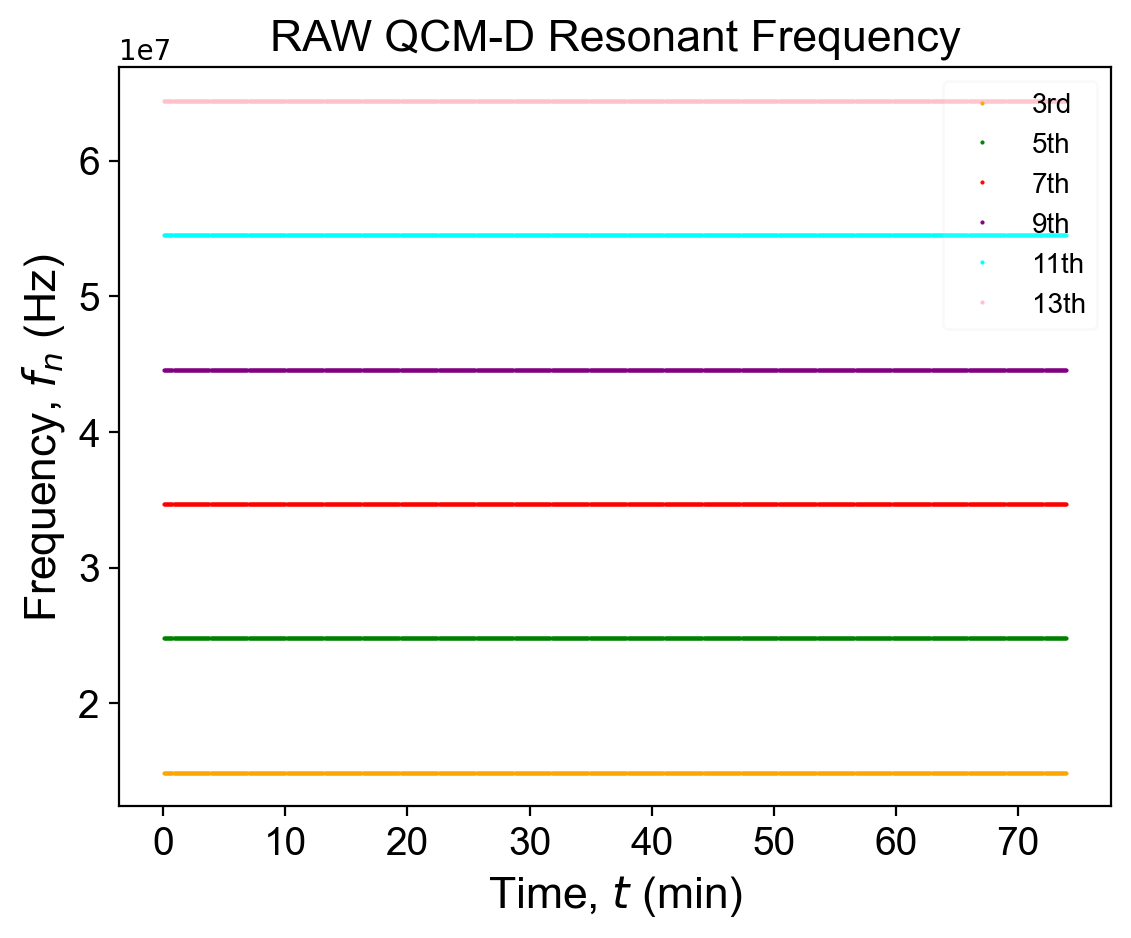 RAW QCM-D Resonant Frequency
1e7
3rd
5th
7th
9th
11th
13th
6
5
4
3
2
Frequency, fn (Hz)
0 10 20 30 40 50 60 70
Time, t (min)